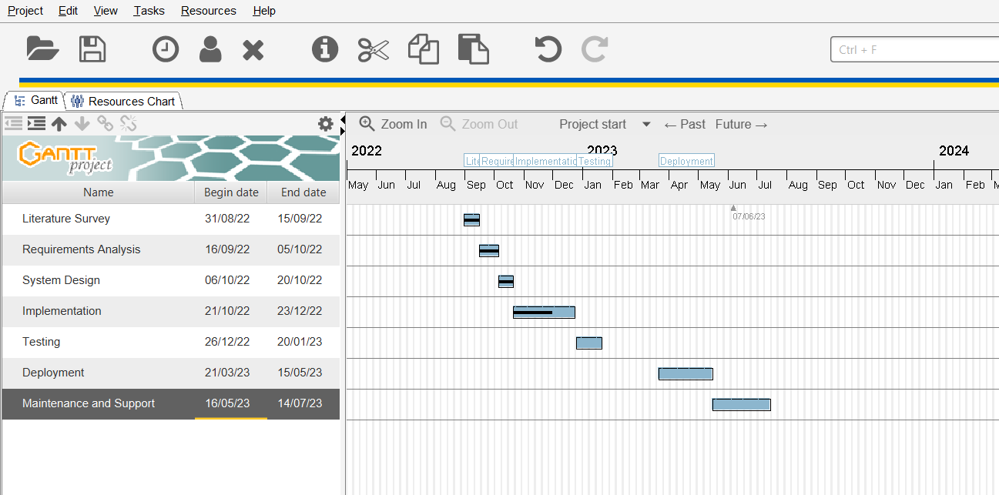 Project Edit View Tasks Resources Help
Ctrl + F
Gantt Resources Chart
Zoom In Zoom Out Project start ← Past Future →
GANTT project
2022 2023 2024
Lite Require Implementatio Testing Deployment
May Jun Jul Aug Sep Oct Nov Dec Jan Feb Mar Apr May Jun Jul Aug Sep Oct Nov Dec Jan Feb M
Name Begin date End date
07/06/23
Literature Survey 31/08/22 15/09/22
Requirements Analysis 16/09/22 05/10/22
System Design 06/10/22 20/10/22
Implementation 21/10/22 23/12/22
Testing 26/12/22 20/01/23
Deployment 21/03/23 15/05/23
Maintenance and Support 16/05/23 14/07/23